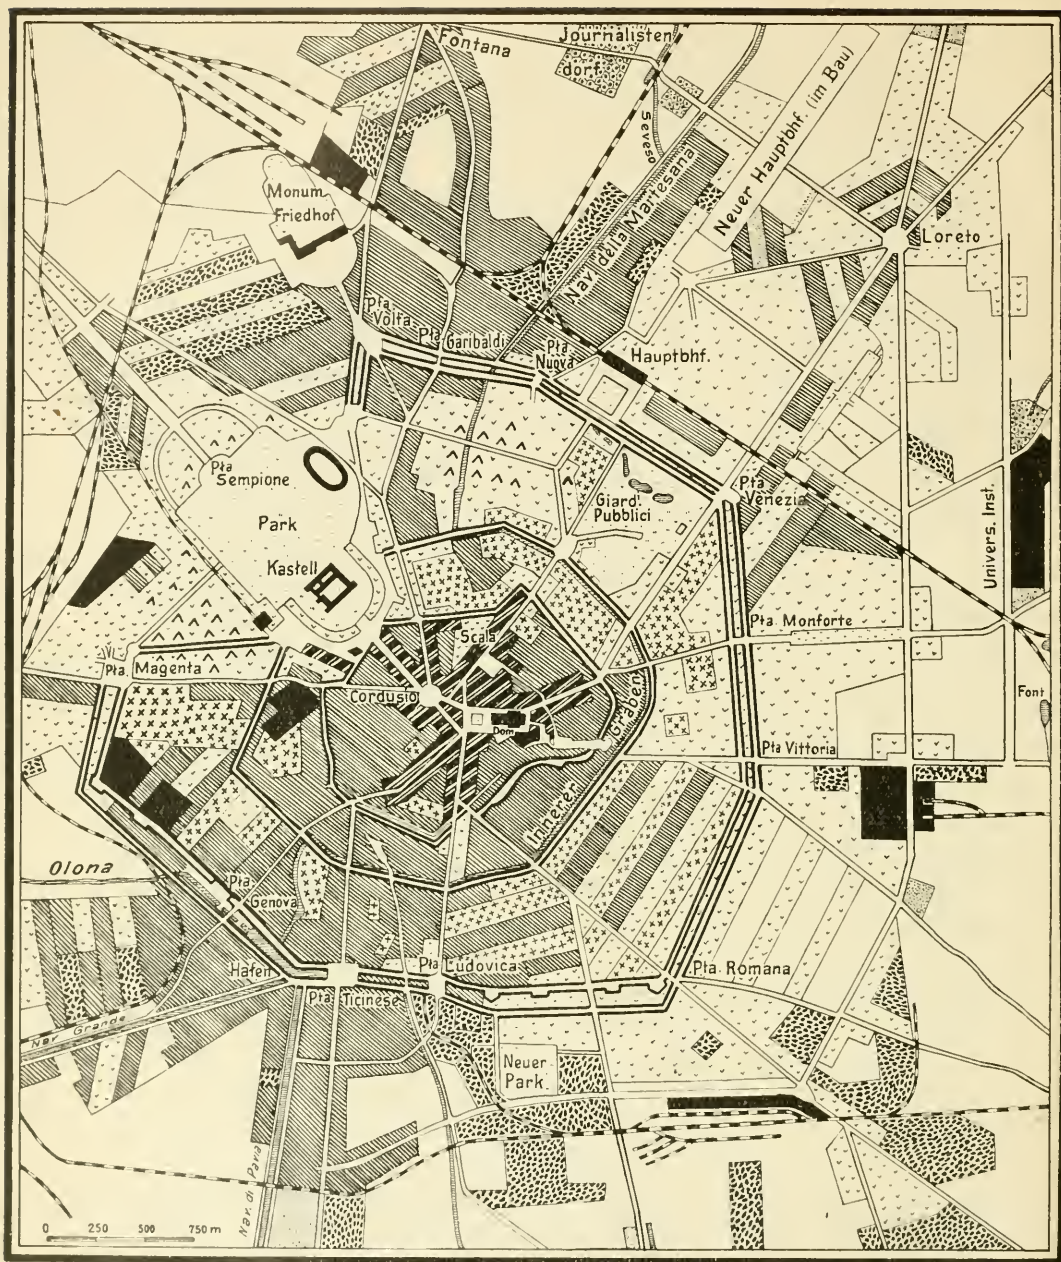 Fontana
Journalisten
dorf
Seveso
Nav. della Martesana
Neuer Hauptbhf (im Bau)
Monum.
Friedhof
Loreto
Pta
Volta
Pta Garibaldi
Pta
Nuova
Hauptbhf.
Pta
Sempione
Park
Kastell
Giard.
Pubblici
Pta
Venezia
Univers. Inst.
Pta Monforte
Scala
Pta. Magenta
Cordusio
Dom
Graben
Innerer
Font
Pta Vittoria
Olona
Pta
Genova
Hafen
Pta Ludovica
Pta Romana
Pta Ticinese
Nav Grande
Neuer
Park
Nav. di Pavia
0 250 500 750 m